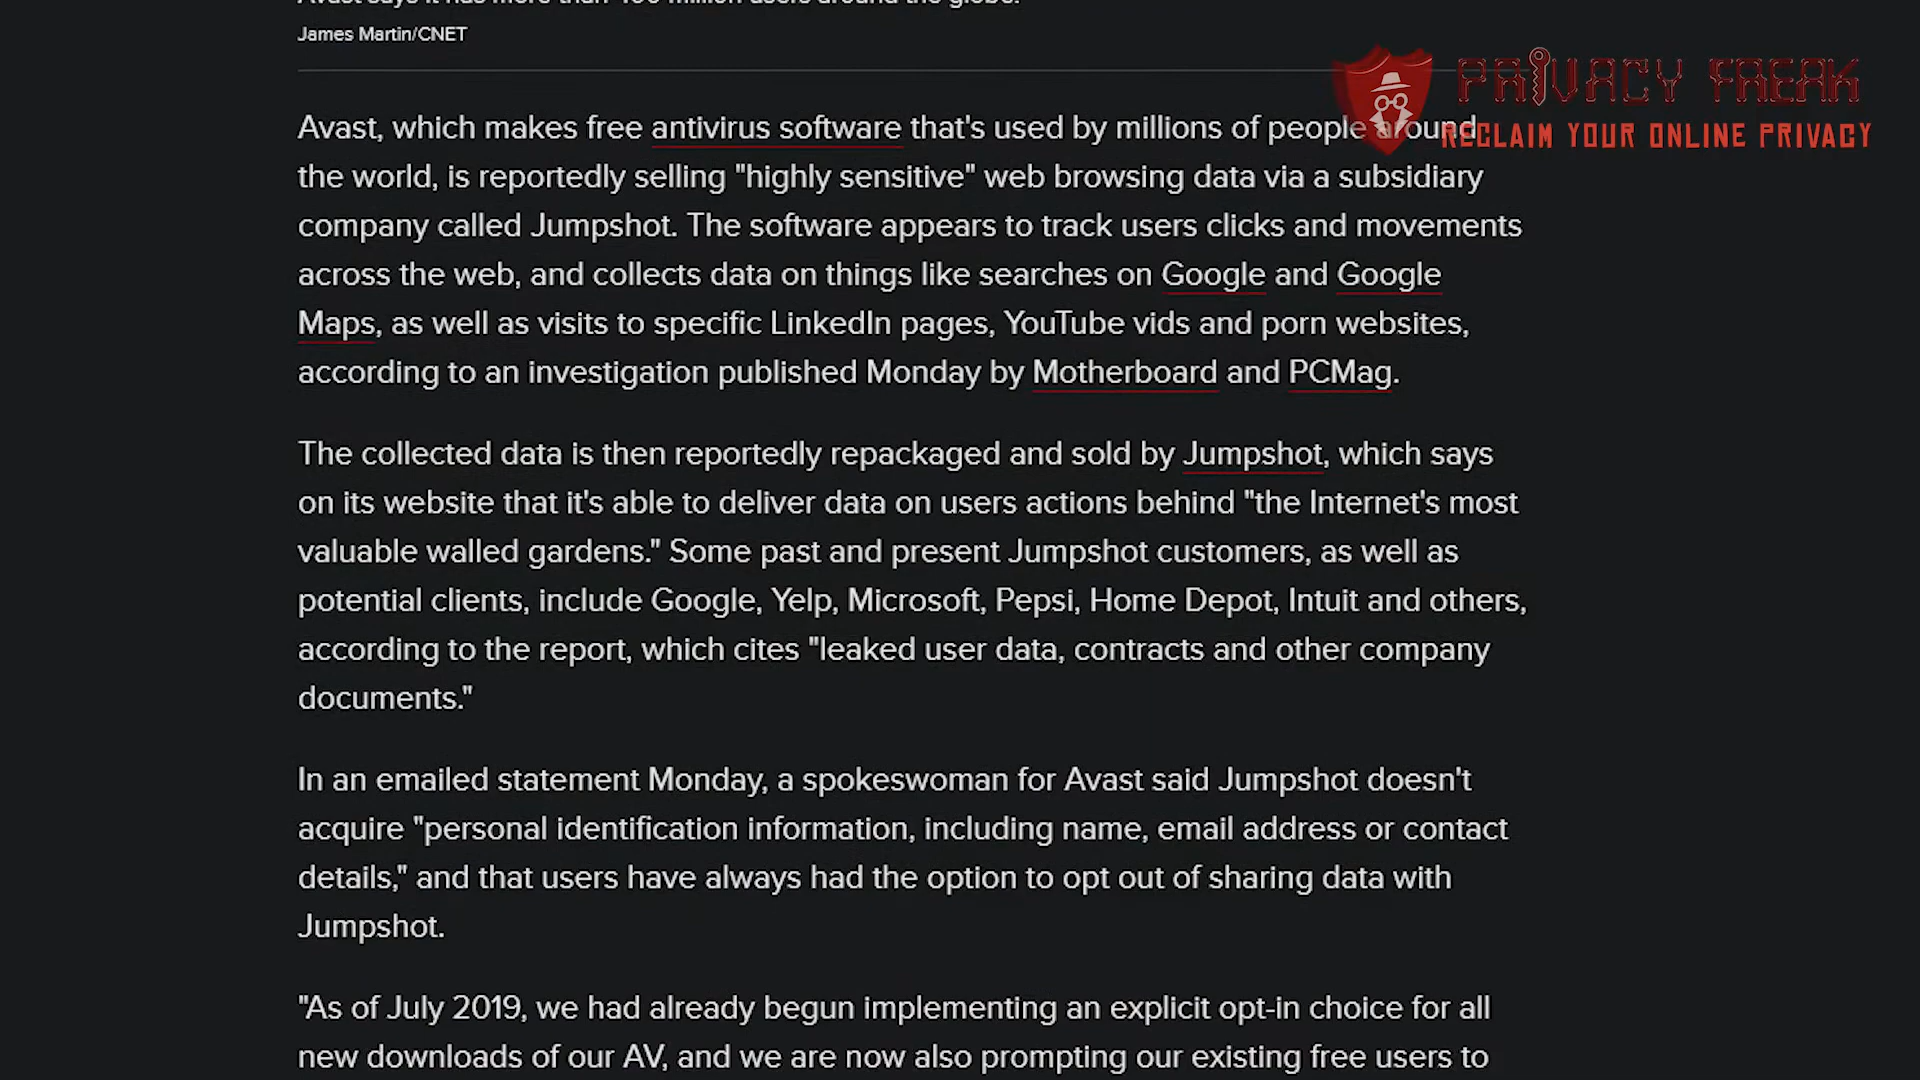 Avast says it has more than 400 million users around the globe.
James Martin/CNET
PRIVACY FREAK
RECLAIM YOUR ONLINE PRIVACY
Avast, which makes free antivirus software that's used by millions of people around
the world, is reportedly selling "highly sensitive" web browsing data via a subsidiary
company called Jumpshot. The software appears to track users clicks and movements
across the web, and collects data on things like searches on Google and Google
Maps, as well as visits to specific LinkedIn pages, YouTube vids and porn websites,
according to an investigation published Monday by Motherboard and PCMag.
The collected data is then reportedly repackaged and sold by Jumpshot, which says
on its website that it's able to deliver data on users actions behind "the Internet's most
valuable walled gardens." Some past and present Jumpshot customers, as well as
potential clients, include Google, Yelp, Microsoft, Pepsi, Home Depot, Intuit and others,
according to the report, which cites "leaked user data, contracts and other company
documents."
In an emailed statement Monday, a spokeswoman for Avast said Jumpshot doesn't
acquire "personal identification information, including name, email address or contact
details," and that users have always had the option to opt out of sharing data with
Jumpshot.
"As of July 2019, we had already begun implementing an explicit opt-in choice for all
new downloads of our AV, and we are now also prompting our existing free users to